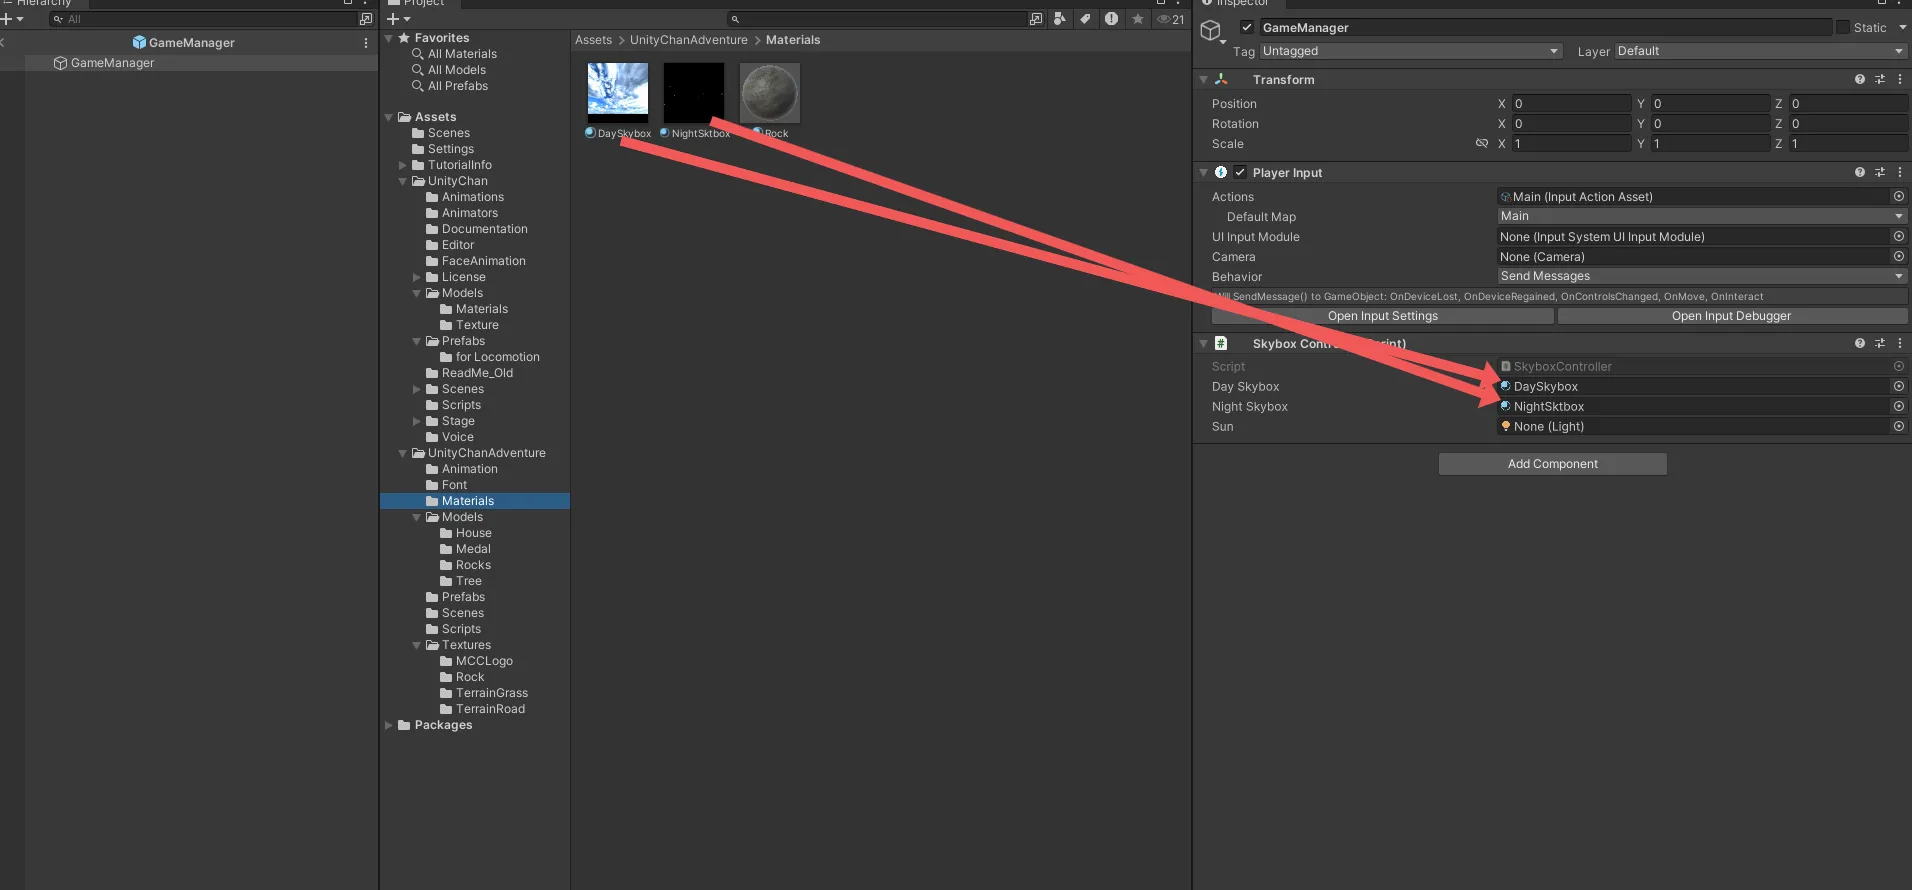 Hierarchy
All
GameManager
GameManager
Project
21
Favorites
All Materials
All Models
All Prefabs
Assets
Scenes
Settings
TutorialInfo
UnityChan
Animations
Animators
Documentation
Editor
FaceAnimation
License
Models
Materials
Texture
Prefabs
for Locomotion
ReadMe_Old
Scenes
Scripts
Stage
Voice
UnityChanAdventure
Animation
Font
Materials
Models
House
Medal
Rocks
Tree
Prefabs
Scenes
Scripts
Textures
MCCLogo
Rock
TerrainGrass
TerrainRoad
Packages
Assets > UnityChanAdventure > Materials
DaySkybox NightSktbox Rock
Inspector
GameManager Static
Tag Untagged Layer Default
Transform
Position X 0 Y 0 Z 0
Rotation X 0 Y 0 Z 0
Scale X 1 Y 1 Z 1
Player Input
Actions Main (Input Action Asset)
Default Map Main
UI Input Module None (Input System UI Input Module)
Camera None (Camera)
Behavior Send Messages
Will SendMessage() to GameObject: OnDeviceLost, OnDeviceRegained, OnControlsChanged, OnMove, OnInteract
Open Input Settings Open Input Debugger
Skybox
Script SkyboxController
Day Skybox DaySkybox
Night Skybox NightSktbox
Sun None (Light)
Add Component